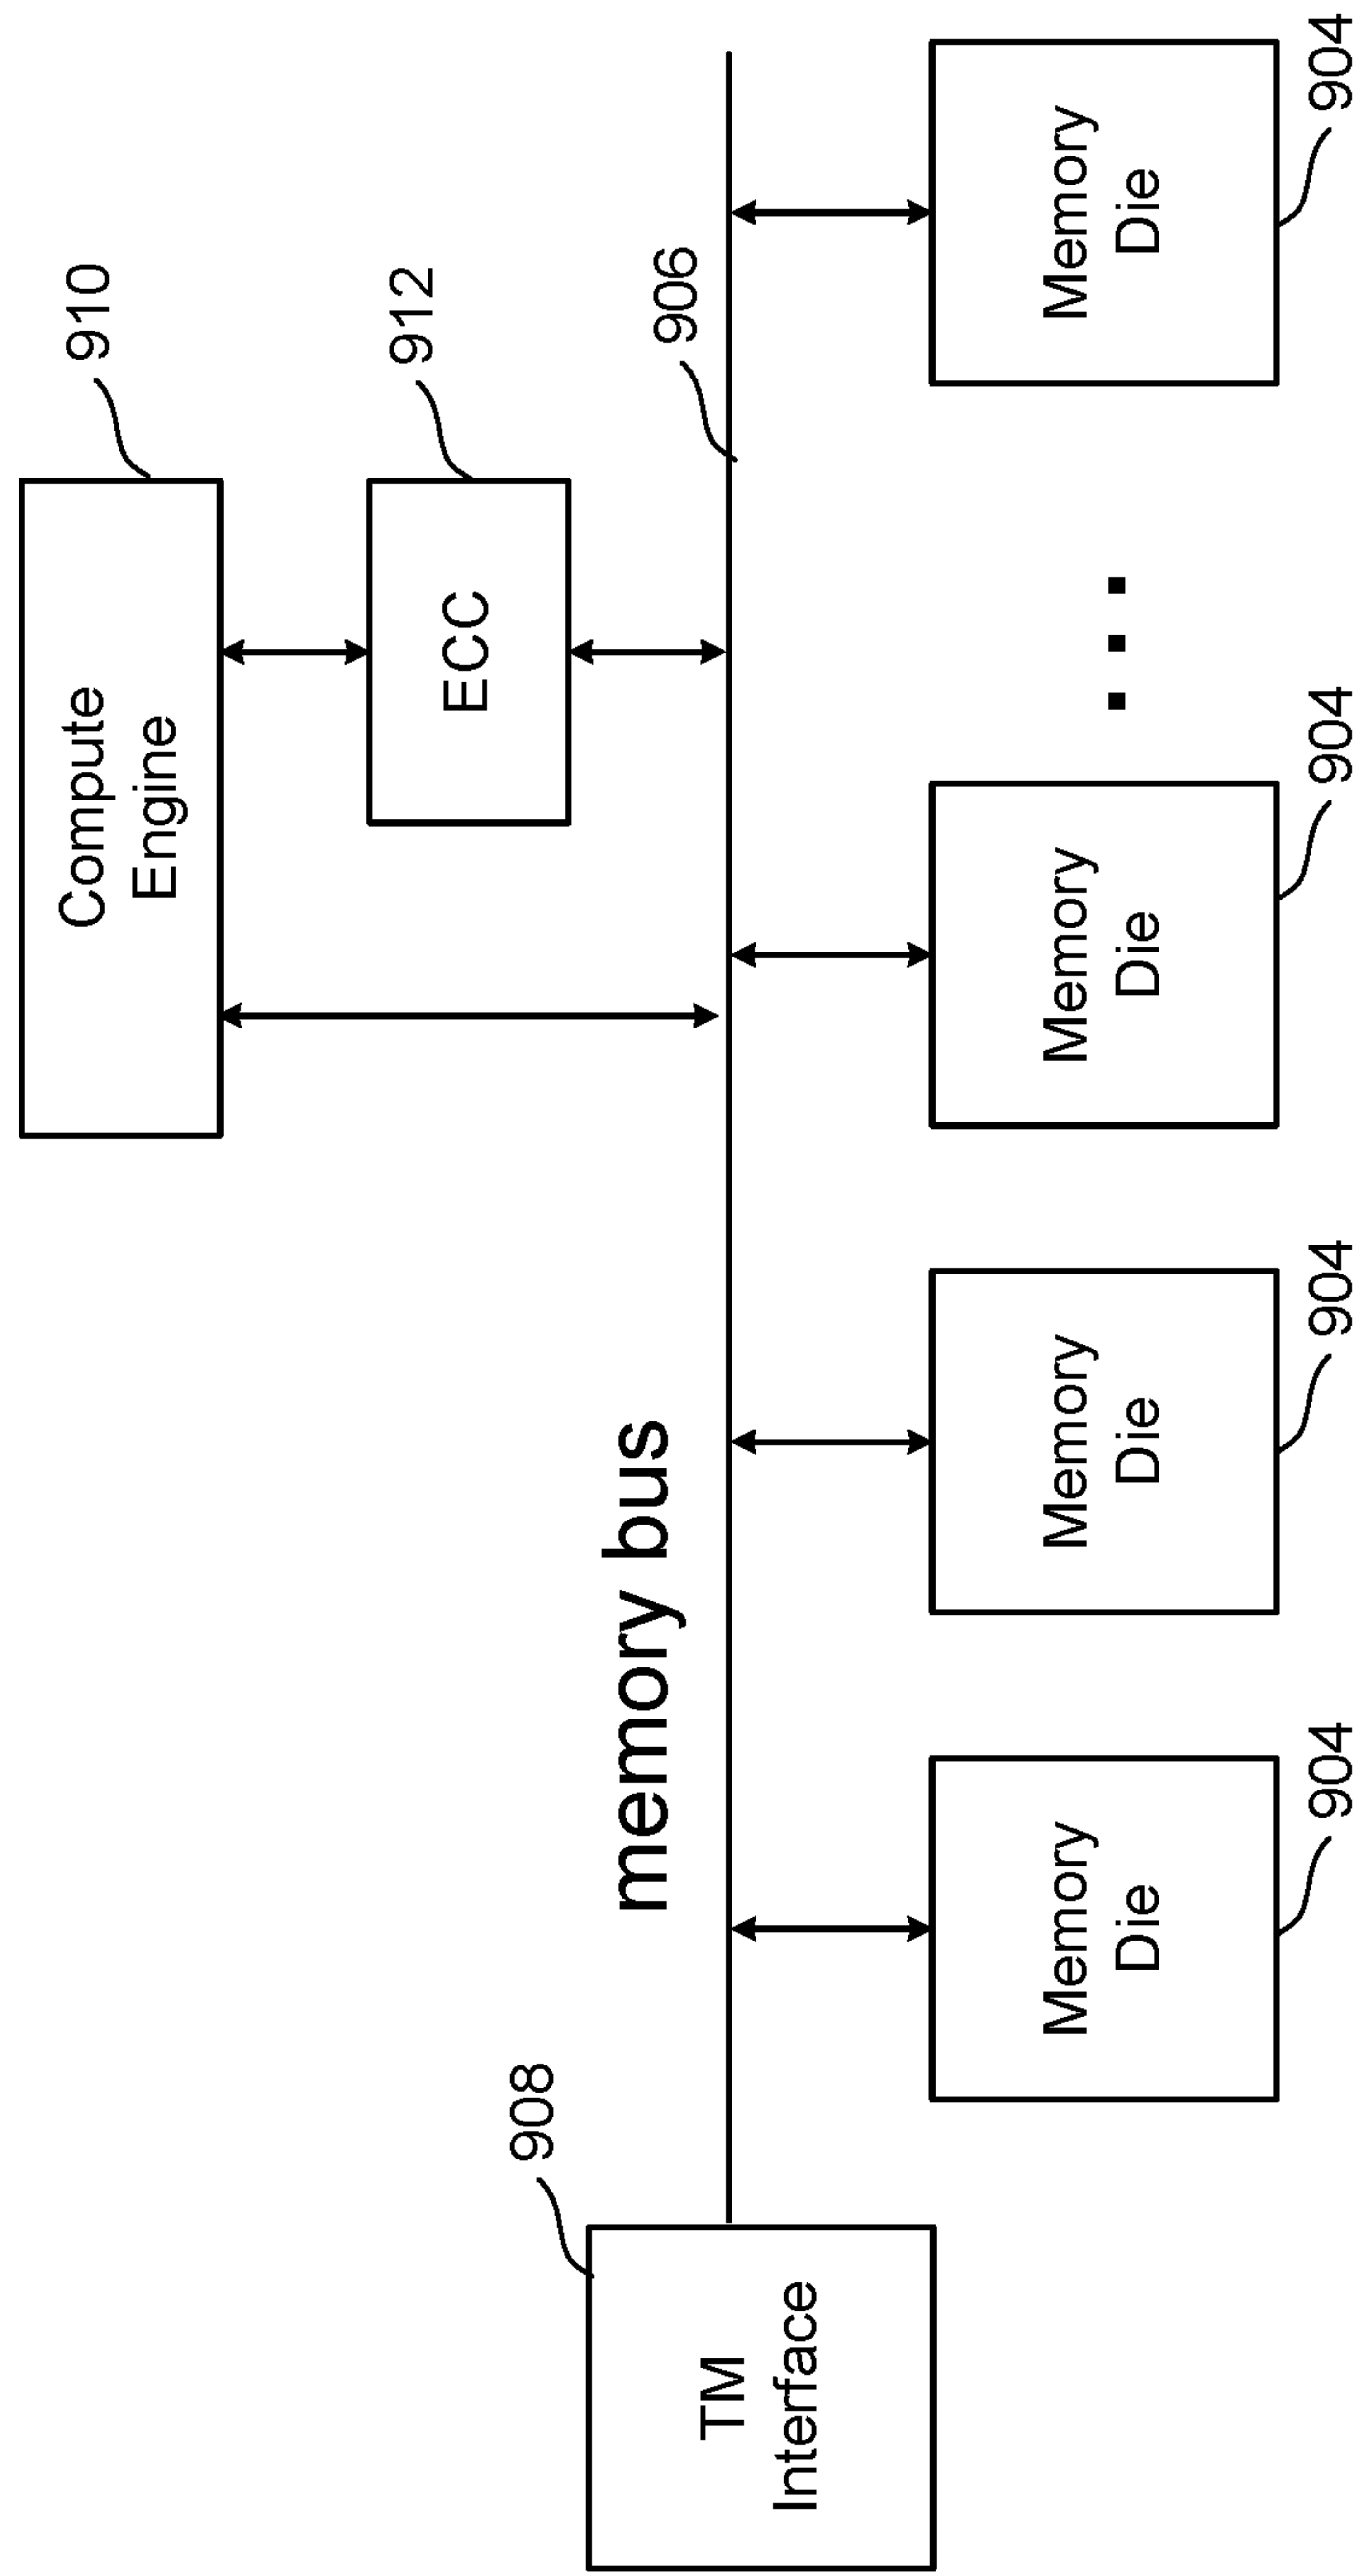 Compute
Engine
910
ECC
912
906
memory bus
908
TM
Interface
Memory
Die
904
Memory
Die
904
Memory
Die
904
Memory
Die
904